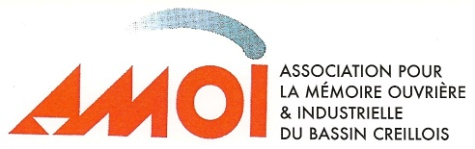 AMOI
ASSOCIATION POUR
LA MÉMOIRE OUVRIÈRE
& INDUSTRIELLE
DU BASSIN CREILLOIS